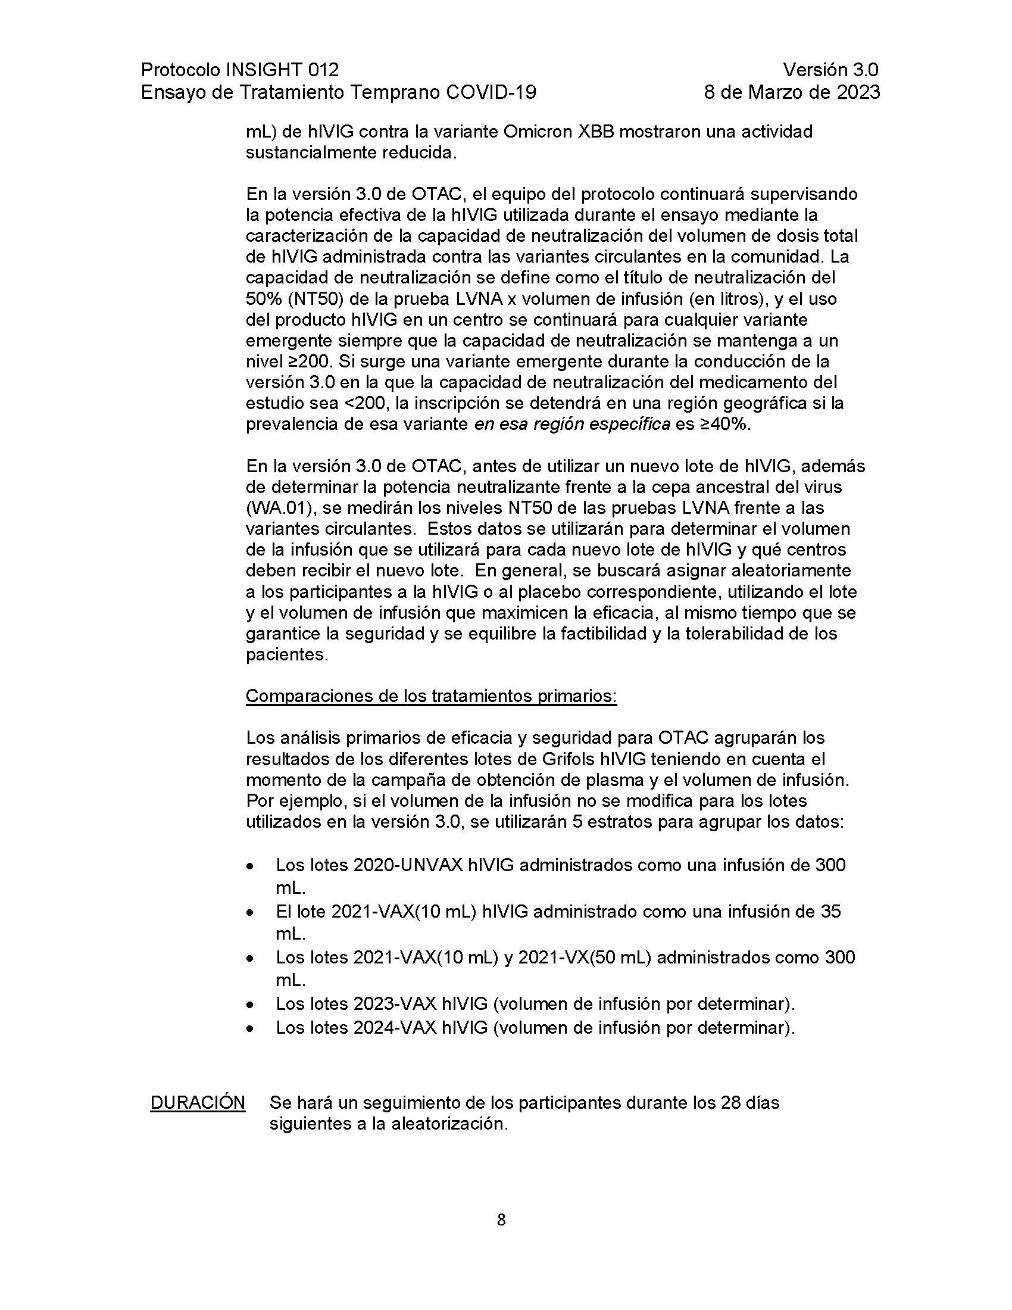 Protocolo INSIGHT 012 Versión 3.0
Ensayo de Tratamiento Temprano COVID-19 8 de Marzo de 2023
mL) de hIVIG contra la variante Omicron XBB mostraron una actividad
sustancialmente reducida.
En la versión 3.0 de OTAC, el equipo del protocolo continuará supervisando
la potencia efectiva de la hIVIG utilizada durante el ensayo mediante la
caracterización de la capacidad de neutralización del volumen de dosis total
de hIVIG administrada contra las variantes circulantes en la comunidad. La
capacidad de neutralización se define como el título de neutralización del
50% (NT50) de la prueba LVNA x volumen de infusión (en litros), y el uso
del producto hIVIG en un centro se continuará para cualquier variante
emergente siempre que la capacidad de neutralización se mantenga a un
nivel ≥200. Si surge una variante emergente durante la conducción de la
versión 3.0 en la que la capacidad de neutralización del medicamento del
estudio sea <200, la inscripción se detendrá en una región geográfica si la
prevalencia de esa variante en esa región específica es ≥40%.
En la versión 3.0 de OTAC, antes de utilizar un nuevo lote de hIVIG, además
de determinar la potencia neutralizante frente a la cepa ancestral del virus
(WA.01), se medirán los niveles NT50 de las pruebas LVNA frente a las
variantes circulantes.  Estos datos se utilizarán para determinar el volumen
de la infusión que se utilizará para cada nuevo lote de hIVIG y qué centros
deben recibir el nuevo lote.  En general, se buscará asignar aleatoriamente
a los participantes a la hIVIG o al placebo correspondiente, utilizando el lote
y el volumen de infusión que maximicen la eficacia, al mismo tiempo que se
garantice la seguridad y se equilibre la factibilidad y la tolerabilidad de los
pacientes.
Comparaciones de los tratamientos primarios:
Los análisis primarios de eficacia y seguridad para OTAC agruparán los
resultados de los diferentes lotes de Grifols hIVIG teniendo en cuenta el
momento de la campaña de obtención de plasma y el volumen de infusión.
Por ejemplo, si el volumen de la infusión no se modifica para los lotes
utilizados en la versión 3.0, se utilizarán 5 estratos para agrupar los datos:
• Los lotes 2020-UNVAX hIVIG administrados como una infusión de 300
mL.
• El lote 2021-VAX(10 mL) hIVIG administrado como una infusión de 35
mL.
• Los lotes 2021-VAX(10 mL) y 2021-VX(50 mL) administrados como 300
mL.
• Los lotes 2023-VAX hIVIG (volumen de infusión por determinar).
• Los lotes 2024-VAX hIVIG (volumen de infusión por determinar).
DURACIÓN Se hará un seguimiento de los participantes durante los 28 días
siguientes a la aleatorización.
8